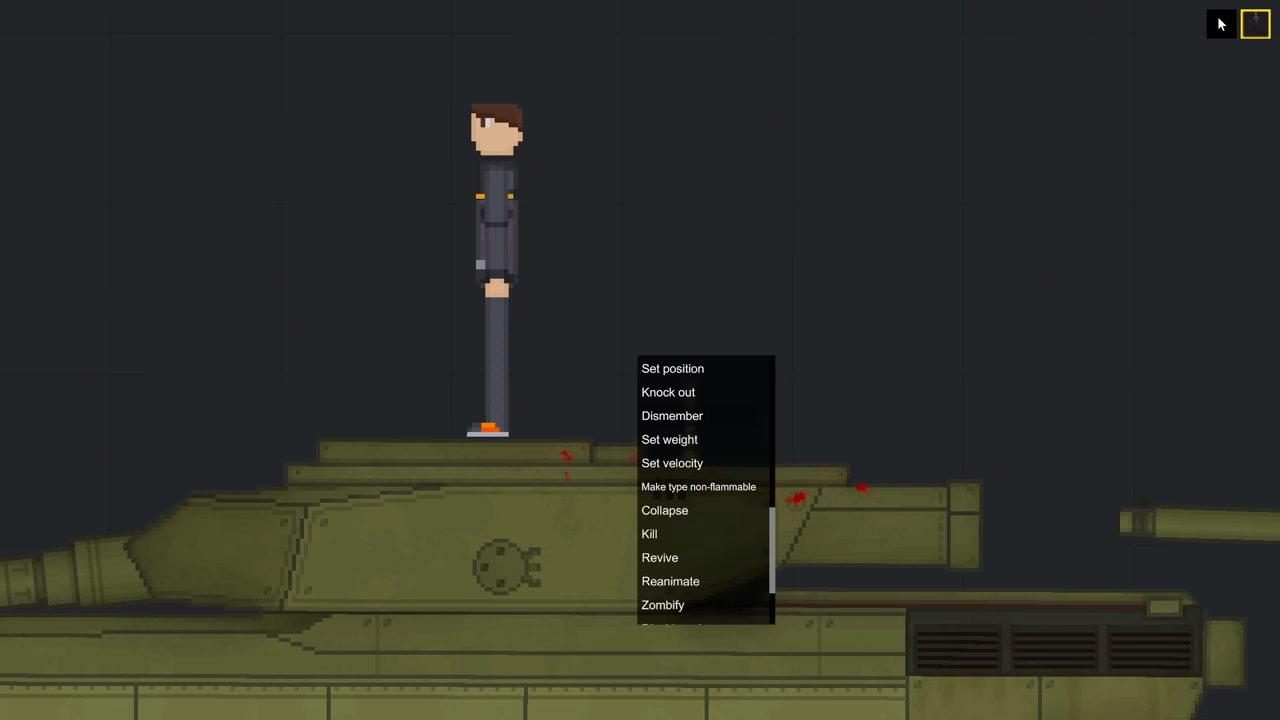 Set position
Knock out
Dismember
Set weight
Set velocity
Make type non-flammable
Collapse
Kill
Revive
Reanimate
Zombify